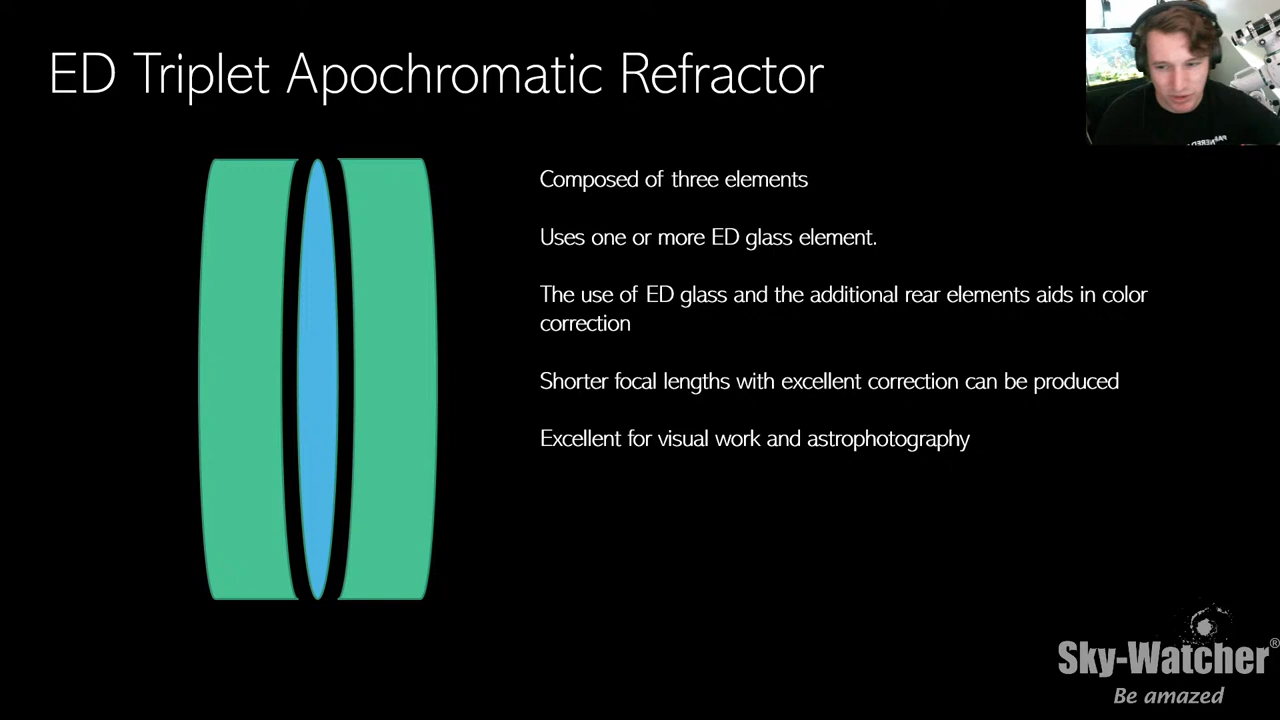 ED Triplet Apochromatic Refractor
Composed of three elements
Uses one or more ED glass element.
The use of ED glass and the additional rear elements aids in color
correction
Shorter focal lengths with excellent correction can be produced
Excellent for visual work and astrophotography
Sky-Watcher®
Be amazed